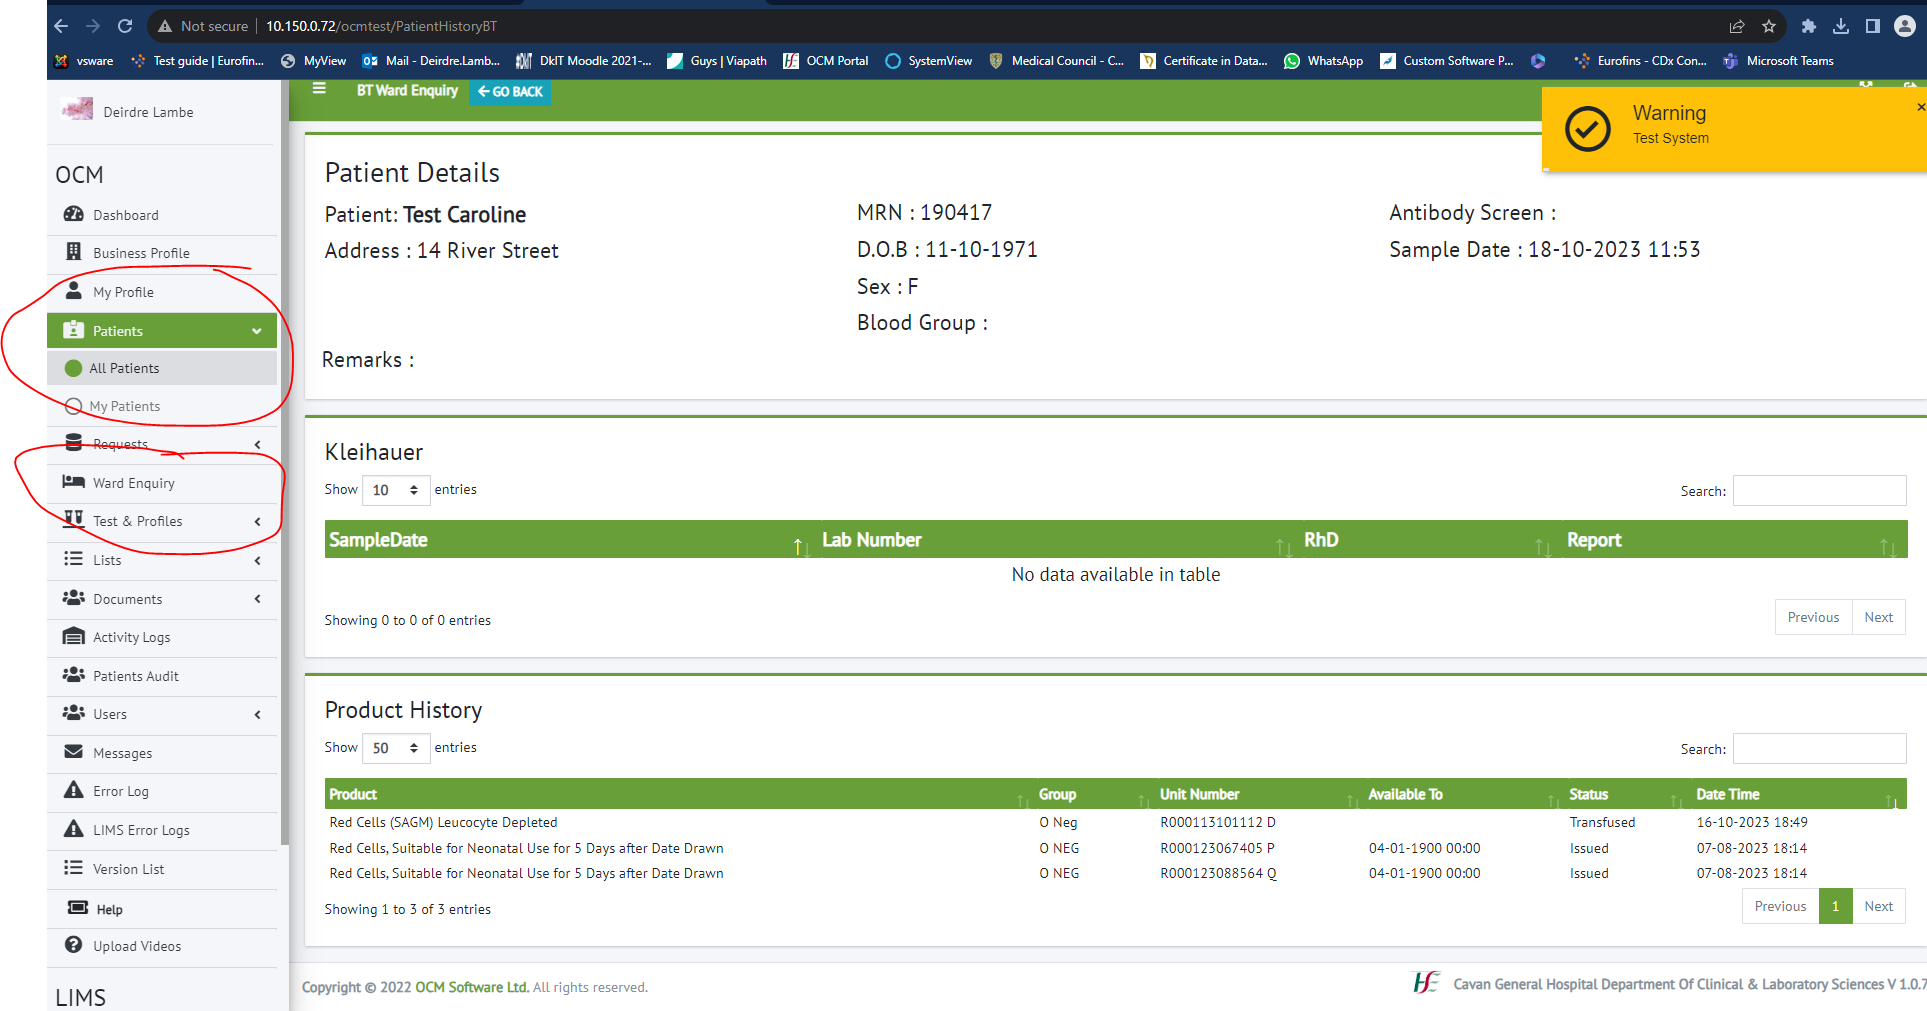 Not secure 10.150.0.72/ocmtest/PatientHistoryBT
vsware Test guide | Eurofin... MyView Mail - Deirdre.Lamb... DkIT Moodle 2021-... Guys | Viapath OCM Portal SystemView Medical Council - C... Certificate in Data... WhatsApp Custom Software P... Eurofins - CDx Con... Microsoft Teams
Deirdre Lambe
OCM
Dashboard
Business Profile
My Profile
Patients
All Patients
My Patients
Requests
Ward Enquiry
Test & Profiles
Lists
Documents
Activity Logs
Patients Audit
Users
Messages
Error Log
LIMS Error Logs
Version List
Help
Upload Videos
LIMS
BT Ward Enquiry GO BACK
Warning
Test System
×
Patient Details
Patient: Test Caroline MRN : 190417 Antibody Screen :
Address : 14 River Street D.O.B : 11-10-1971 Sample Date : 18-10-2023 11:53
Sex : F
Blood Group :
Remarks :
Kleihauer
Show 10 entries Search:
SampleDate Lab Number RhD Report
No data available in table
Showing 0 to 0 of 0 entries Previous Next
Product History
Show 50 entries Search:
Product Group Unit Number Available To Status Date Time
Red Cells (SAGM) Leucocyte Depleted O Neg R000113101112 D Transfused 16-10-2023 18:49
Red Cells, Suitable for Neonatal Use for 5 Days after Date Drawn O NEG R000123067405 P 04-01-1900 00:00 Issued 07-08-2023 18:14
Red Cells, Suitable for Neonatal Use for 5 Days after Date Drawn O NEG R000123088564 Q 04-01-1900 00:00 Issued 07-08-2023 18:14
Showing 1 to 3 of 3 entries Previous 1 Next
Copyright © 2022 OCM Software Ltd. All rights reserved. Cavan General Hospital Department Of Clinical & Laboratory Sciences V 1.0.7